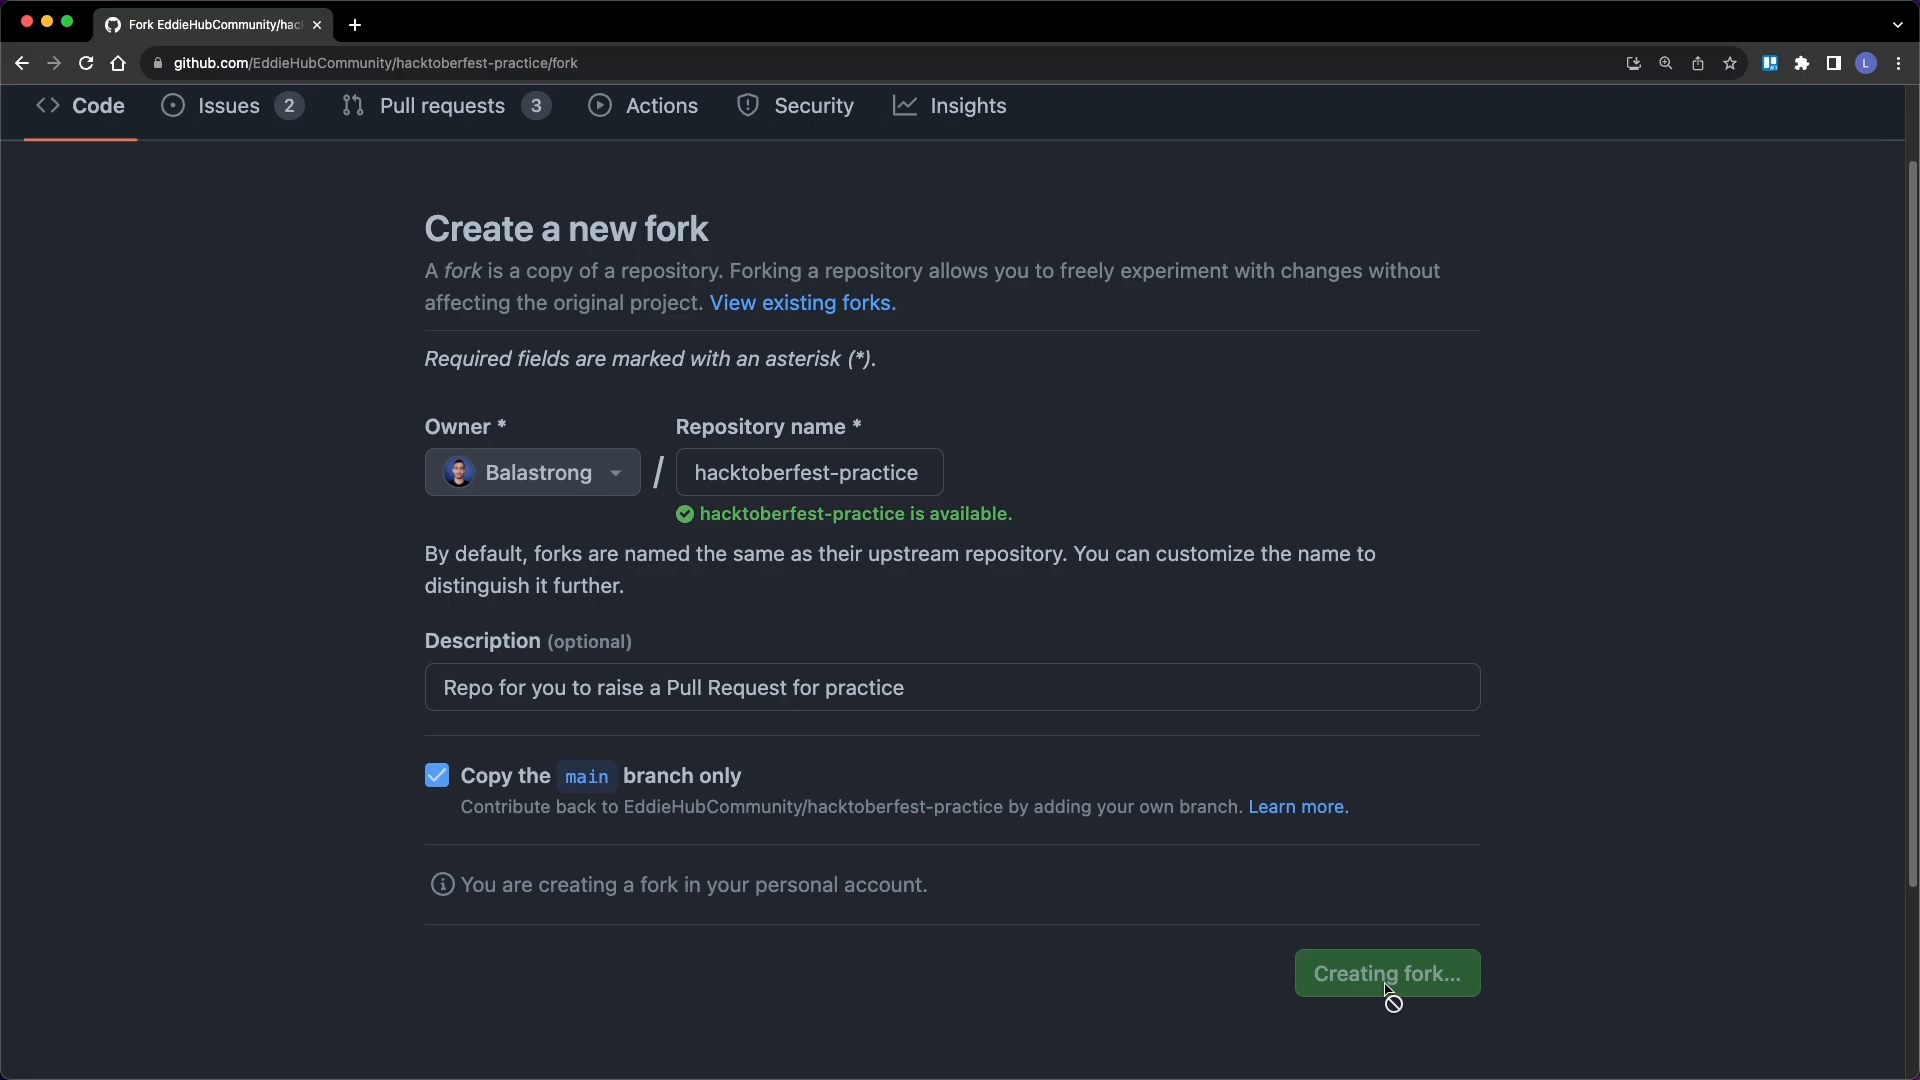 Fork EddieHubCommunity/hac
github.com/EddieHubCommunity/hacktoberfest-practice/fork
L
Code
Issues 2
Pull requests 3
Actions
Security
Insights
Create a new fork
A fork is a copy of a repository. Forking a repository allows you to freely experiment with changes without
affecting the original project. View existing forks.
Required fields are marked with an asterisk (*).
Owner * Repository name *
Balastrong / hacktoberfest-practice
hacktoberfest-practice is available.
By default, forks are named the same as their upstream repository. You can customize the name to
distinguish it further.
Description (optional)
Repo for you to raise a Pull Request for practice
Copy the main branch only
Contribute back to EddieHubCommunity/hacktoberfest-practice by adding your own branch. Learn more.
You are creating a fork in your personal account.
Creating fork...